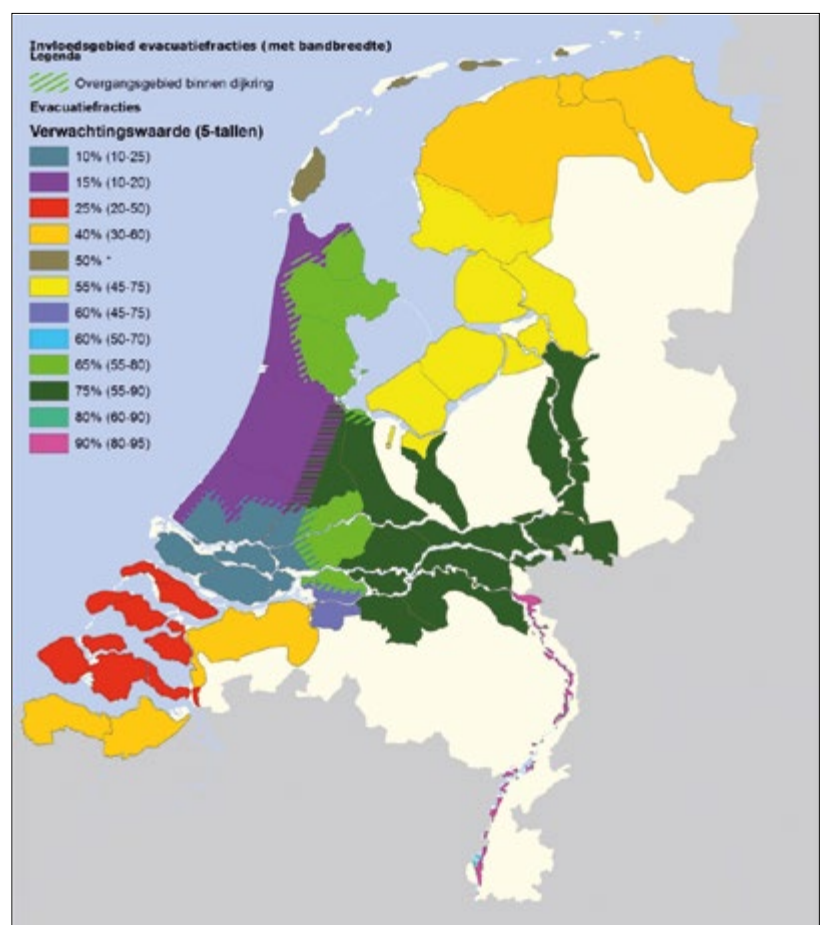 Invloedsgebied evacuatiefracties (met bandbreedte)
Legenda
Overgangsgebied binnen dijkring
Evacuatiefracties
Verwachtingswaarde (5-tallen)
10% (10-25)
15% (10-20)
25% (20-50)
40% (30-60)
50% *
55% (45-75)
60% (45-75)
60% (50-70)
65% (55-80)
75% (55-90)
80% (60-90)
90% (80-95)